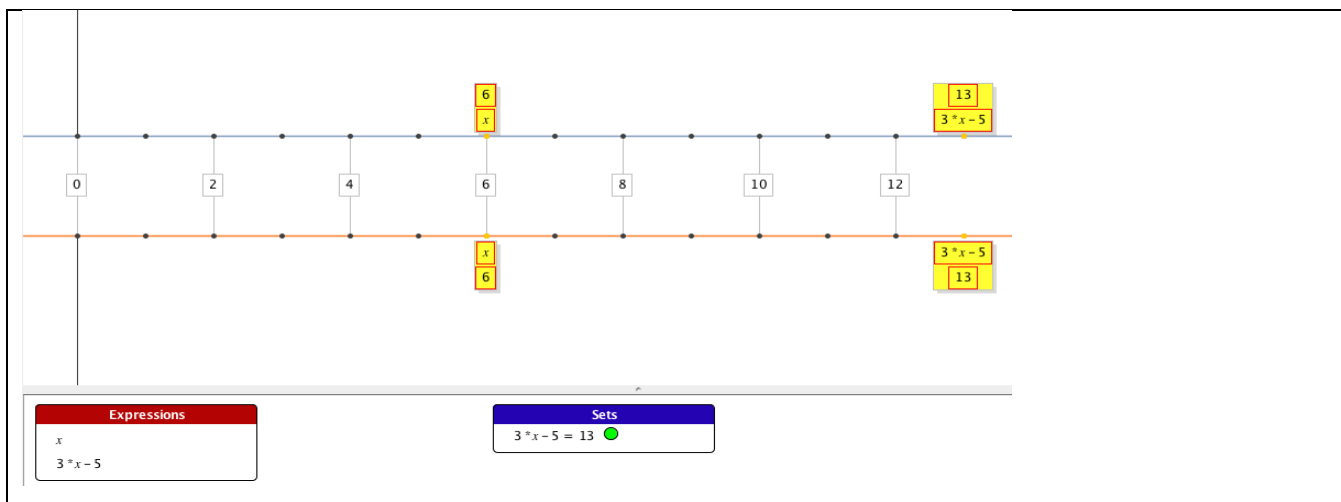 6 13
x 3 * x – 5
0 2 4 6 8 10 12
x 3 * x – 5
6 13
Expressions
x
3 * x – 5
Sets
3 * x – 5 = 13